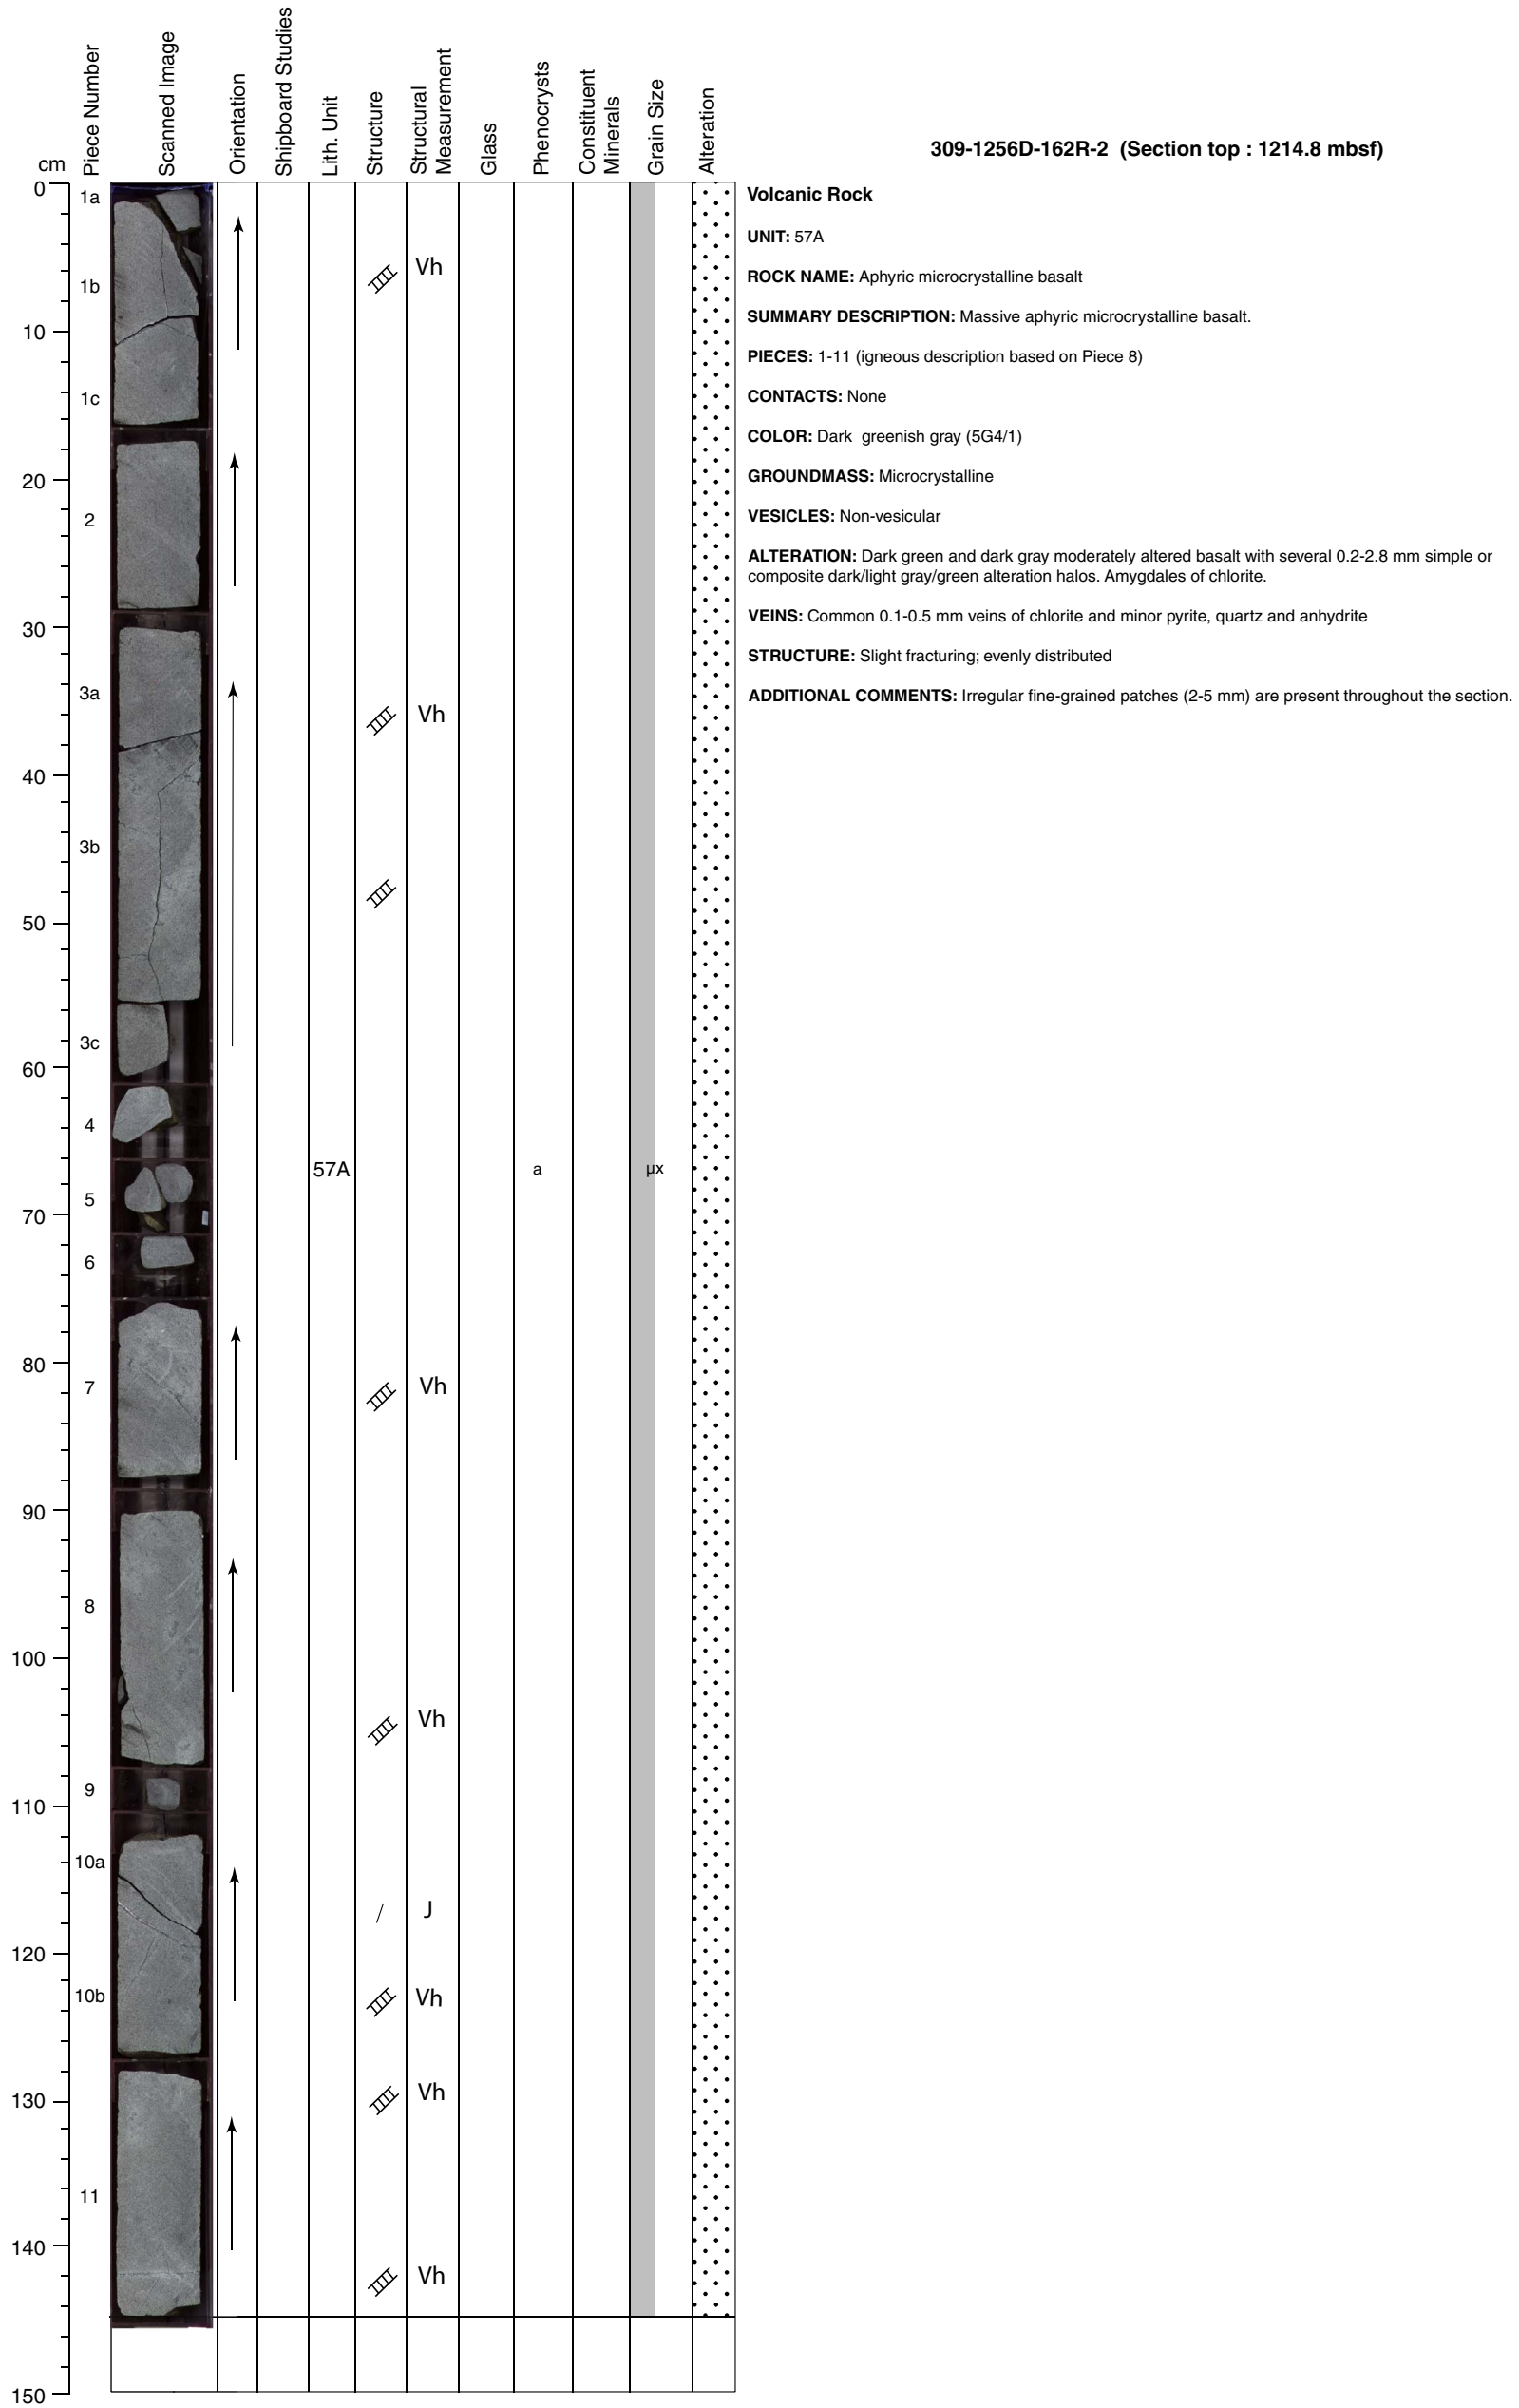 cm
Piece Number
Scanned Image
Orientation
Shipboard Studies
Lith. Unit
Structure
Structural
Measurement
Glass
Phenocrysts
Constituent
Minerals
Grain Size
Alteration
309-1256D-162R-2 (Section top : 1214.8 mbsf)
Volcanic Rock
UNIT: 57A
ROCK NAME: Aphyric microcrystalline basalt
SUMMARY DESCRIPTION: Massive aphyric microcrystalline basalt.
PIECES: 1-11 (igneous description based on Piece 8)
CONTACTS: None
COLOR: Dark greenish gray (5G4/1)
GROUNDMASS: Microcrystalline
VESICLES: Non-vesicular
ALTERATION: Dark green and dark gray moderately altered basalt with several 0.2-2.8 mm simple or
composite dark/light gray/green alteration halos. Amygdales of chlorite.
VEINS: Common 0.1-0.5 mm veins of chlorite and minor pyrite, quartz and anhydrite
STRUCTURE: Slight fracturing; evenly distributed
ADDITIONAL COMMENTS: Irregular fine-grained patches (2-5 mm) are present throughout the section.
0
10
20
30
40
50
60
70
80
90
100
110
120
130
140
150
1a
1b
1c
2
3a
3b
3c
4
5
6
7
8
9
10a
10b
11
57A
Vh
Vh
Vh
Vh
J
Vh
Vh
Vh
a
µx